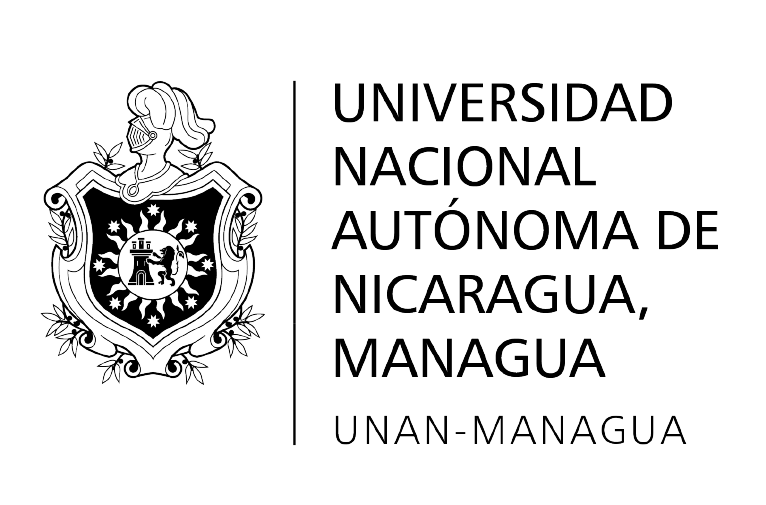 UNIVERSIDAD
NACIONAL
AUTÓNOMA DE
NICARAGUA,
MANAGUA
UNAN-MANAGUA